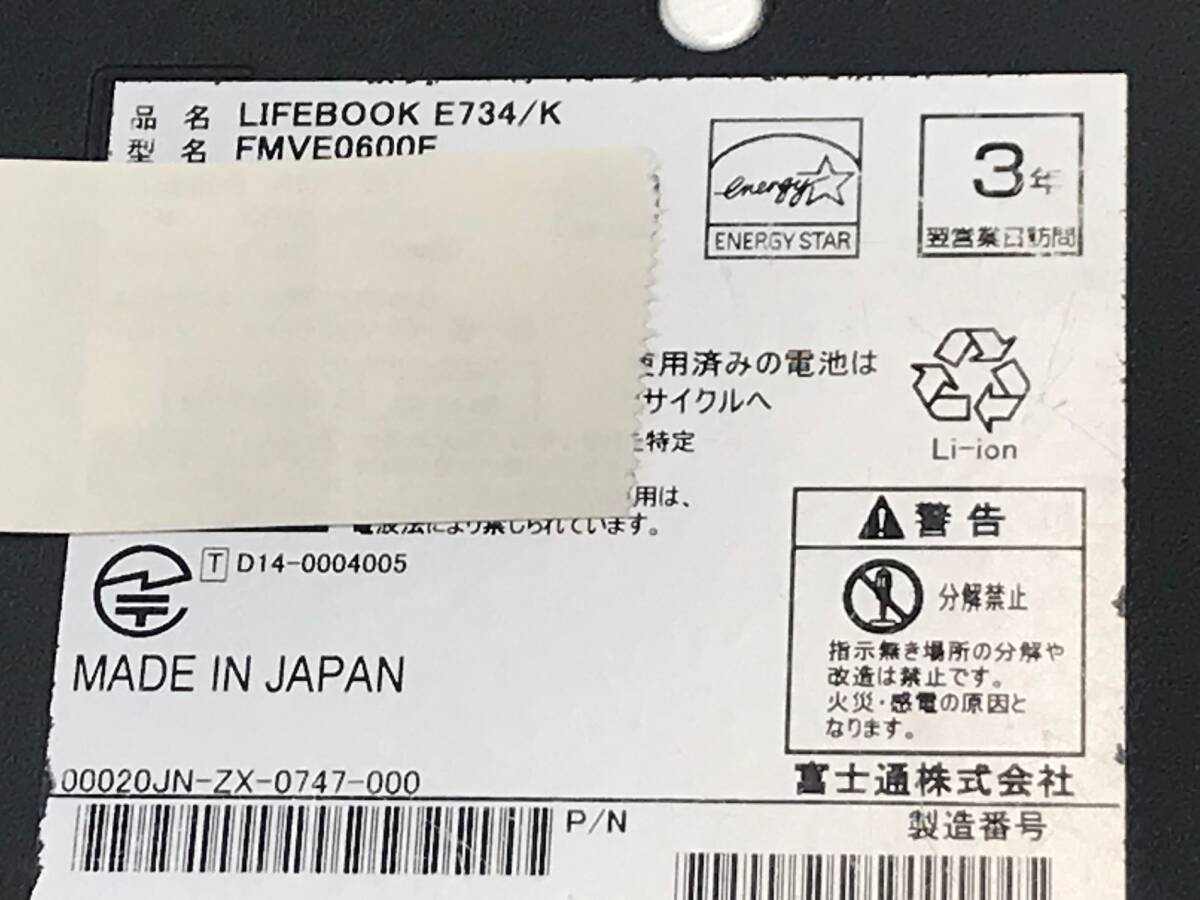 品 名 LIFEBOOK E734/K
型 名 FMVE0600E
energy
ENERGY STAR
3年
翌営業日訪問
使用済みの電池は
サイクルへ
Li-ion
特定
用は、
電波法により禁じられています。
T D14-0004005
MADE IN JAPAN
警告
分解禁止
指示無き場所の分解や
改造は禁止です。
火災・感電の原因と
なります。
00020JN-ZX-0747-000
富士通株式会社
P/N
製造番号